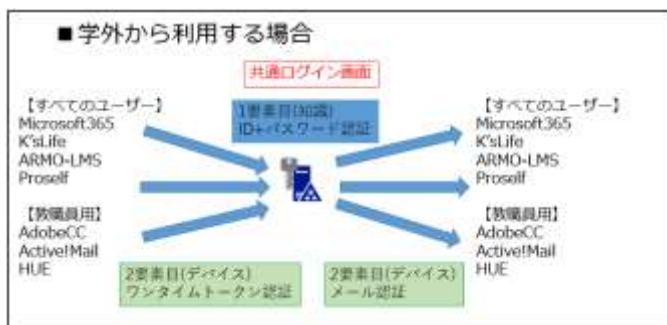 ■学外から利用する場合
共通ログイン画面
【すべてのユーザー】
Microsoft365
K'sLife
ARMO-LMS
Proself
【教職員用】
AdobeCC
Active!Mail
HUE
1要素目(知識)
ID+パスワード認証
2要素目(デバイス)
ワンタイムトークン認証
2要素目(デバイス)
メール認証
【すべてのユーザー】
Microsoft365
K'sLife
ARMO-LMS
Proself
【教職員用】
AdobeCC
Active!Mail
HUE